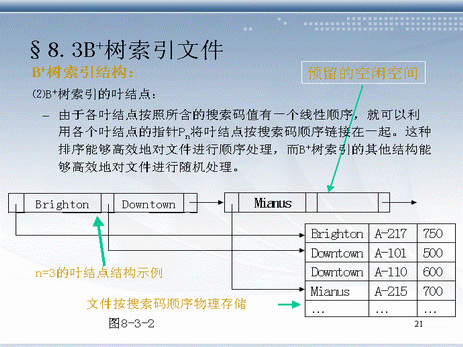 §8.3B+树索引文件
B+树索引结构：
预留的空闲空间
⑵B+树索引的叶结点：
– 由于各叶结点按照所含的搜索码值有一个线性顺序，就可以利
用各个叶结点的指针Pn将叶结点按搜索码顺序链接在一起。这种
排序能够高效地对文件进行顺序处理，而B+树索引的其他结构能
够高效地对文件进行随机处理。
Brighton Downtown Mianus
Brighton A-217 750
Downtown A-101 500
Downtown A-110 600
Mianus A-215 700
… … …
n=3的叶结点结构示例
文件按搜索码顺序物理存储
图8-3-2
21